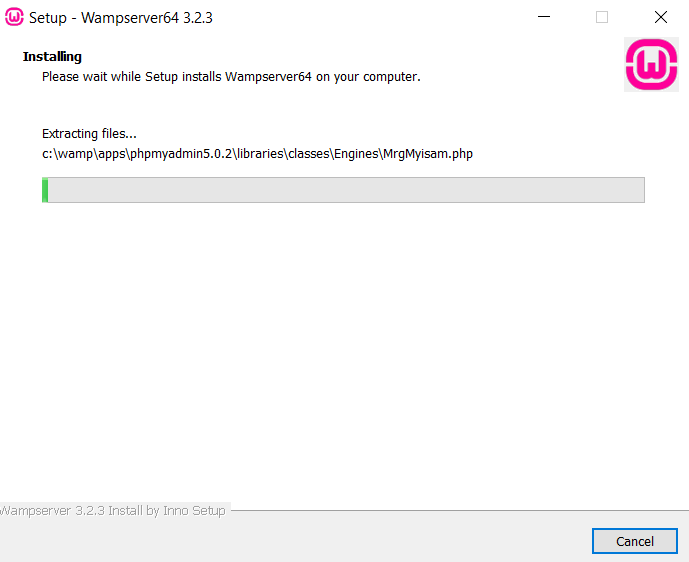 Setup - Wampserver64 3.2.3
Installing
Please wait while Setup installs Wampserver64 on your computer.
Extracting files...
c:\wamp\apps\phpmyadmin5.0.2\libraries\classes\Engines\MrgMyisam.php
Wampserver 3.2.3 Install by Inno Setup
Cancel